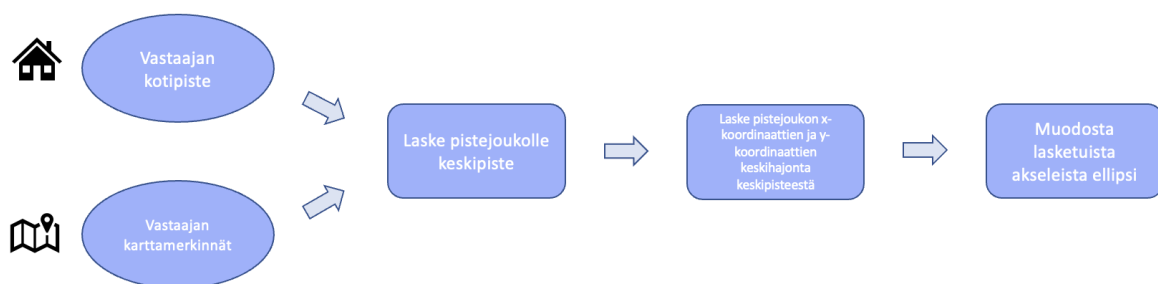 Vastaajan
kotipiste
Vastaajan
karttamerkinnät
Laske pistejoukolle
keskipiste
Laske pistejoukon x-
koordinaattien ja y-
koordinaattien
keskihajonta
keskipisteestä
Muodosta
lasketuista
akseleista ellipsi